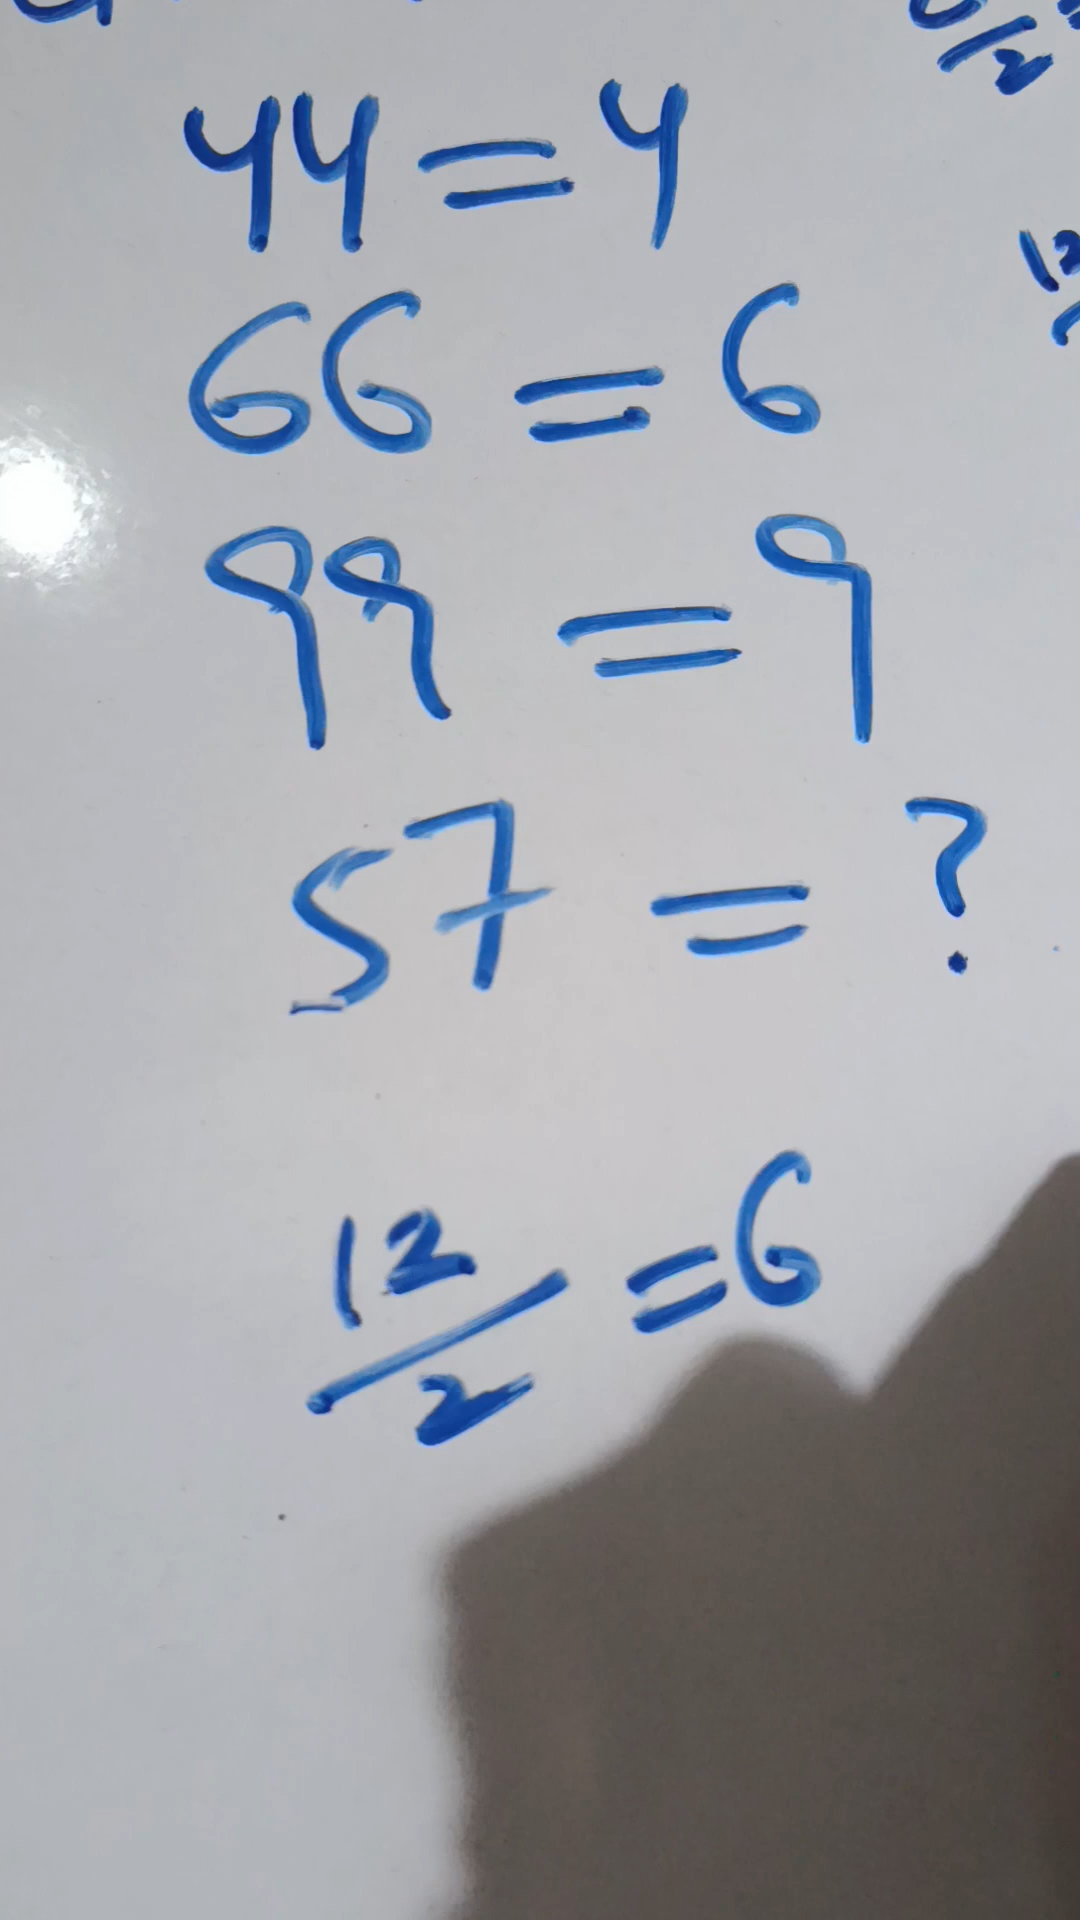 44 = 4
66 = 6
99 = 9
57 = ?
12/2 = 6